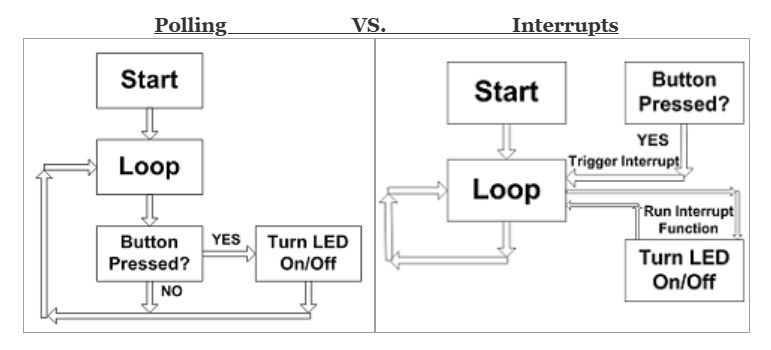 Polling VS. Interrupts
Start
Loop
Button
Pressed?
YES
Turn LED
On/Off
NO
Start
Button
Pressed?
YES
Trigger Interrupt
Loop
Run Interrupt
Function
Turn LED
On/Off